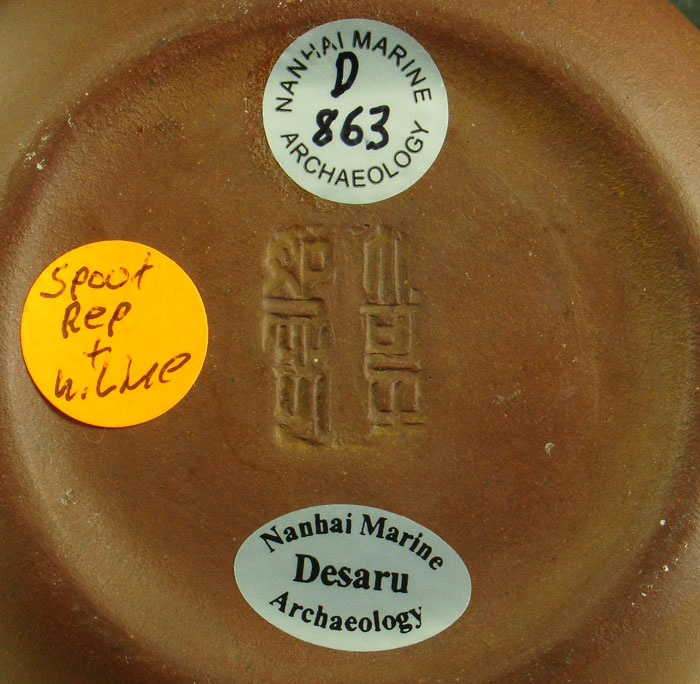 NANHAI MARINE
D
863
ARCHAEOLOGY
Spout
Rep
+
Nanhai Marine
Desaru
Archaeology